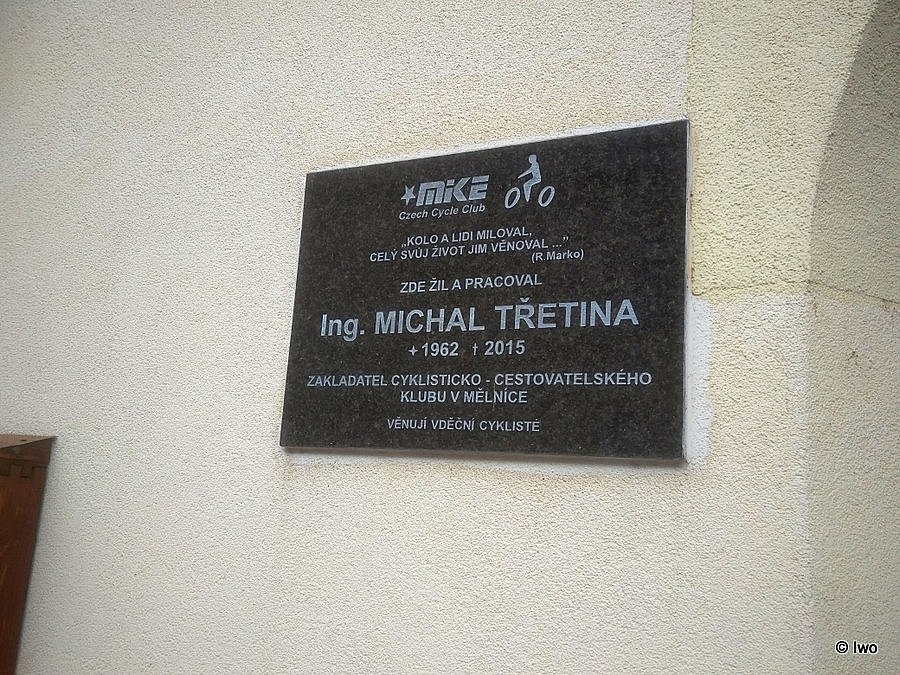 MIKE
Czech Cycle Club
„KOLO A LIDI MILOVAL,
CELÝ SVŮJ ŽIVOT JIM VĚNOVAL ..."
(R.Marko)
ZDE ŽIL A PRACOVAL
Ing. MICHAL TŘETINA
1962 † 2015
ZAKLADATEL CYKLISTICKO - CESTOVATELSKÉHO
KLUBU V MĚLNÍCE
VĚNUJÍ VDĚČNÍ CYKLISTÉ
© Iwo